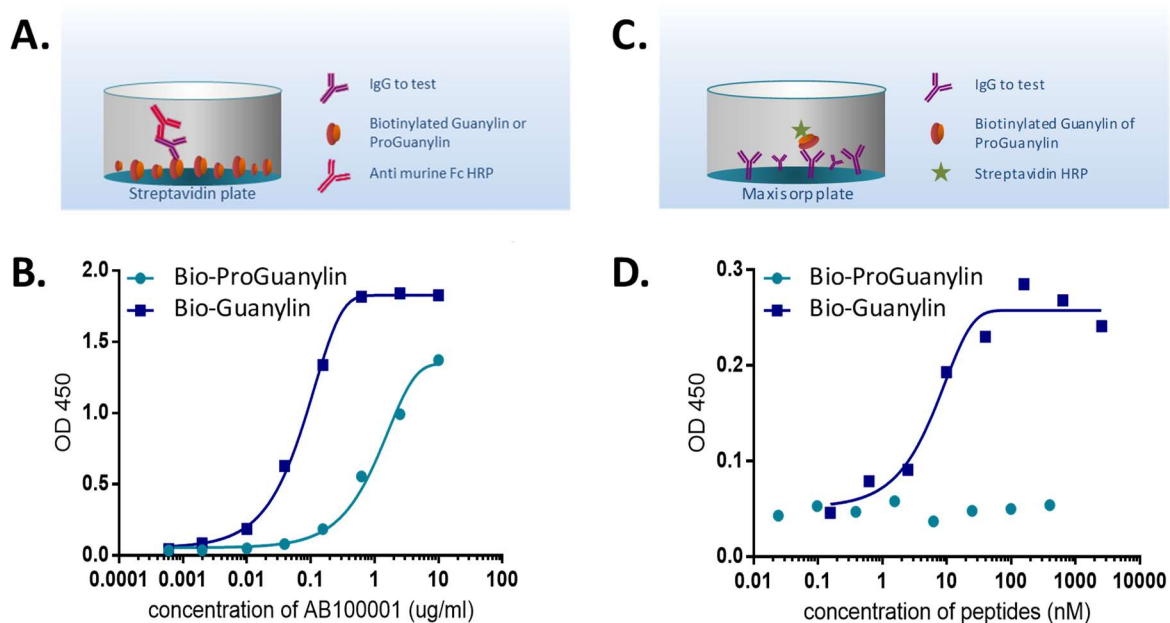 A.
IgG to test
Biotinylated Guanylin or
ProGuanylin
Anti murine Fc HRP
Streptavidin plate
C.
IgG to test
Biotinylated Guanylin of
ProGuanylin
Streptavidin HRP
Maxisorp plate
B.
Bio-ProGuanylin
Bio-Guanylin
2.0
1.5
1.0
0.5
0.0
OD 450
0.0001 0.001 0.01 0.1 1 10 100
concentration of AB100001 (ug/ml)
D.
Bio-ProGuanylin
Bio-Guanylin
0.3
0.2
0.1
0.0
OD 450
0.01 0.1 1 10 100 1000 10000
concentration of peptides (nM)